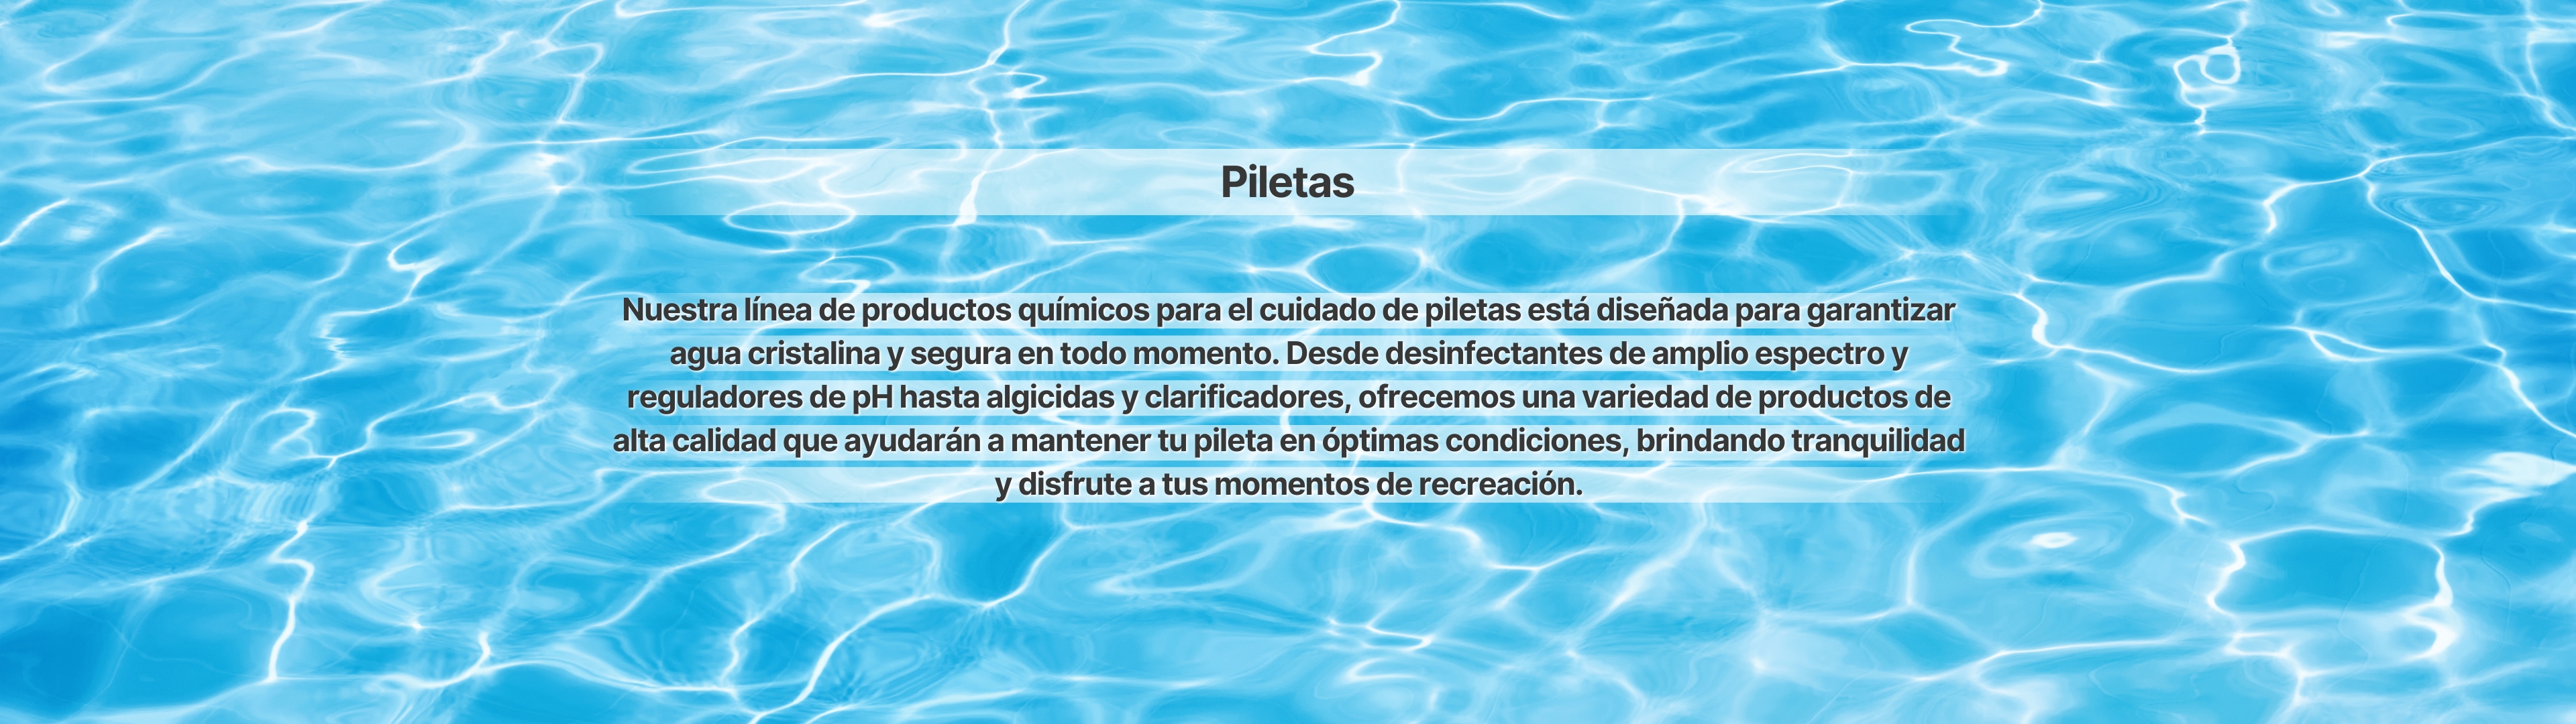 Piletas
Nuestra línea de productos químicos para el cuidado de piletas está diseñada para garantizar
agua cristalina y segura en todo momento. Desde desinfectantes de amplio espectro y
reguladores de pH hasta algicidas y clarificadores, ofrecemos una variedad de productos de
alta calidad que ayudarán a mantener tu pileta en óptimas condiciones, brindando tranquilidad
y disfrute a tus momentos de recreación.